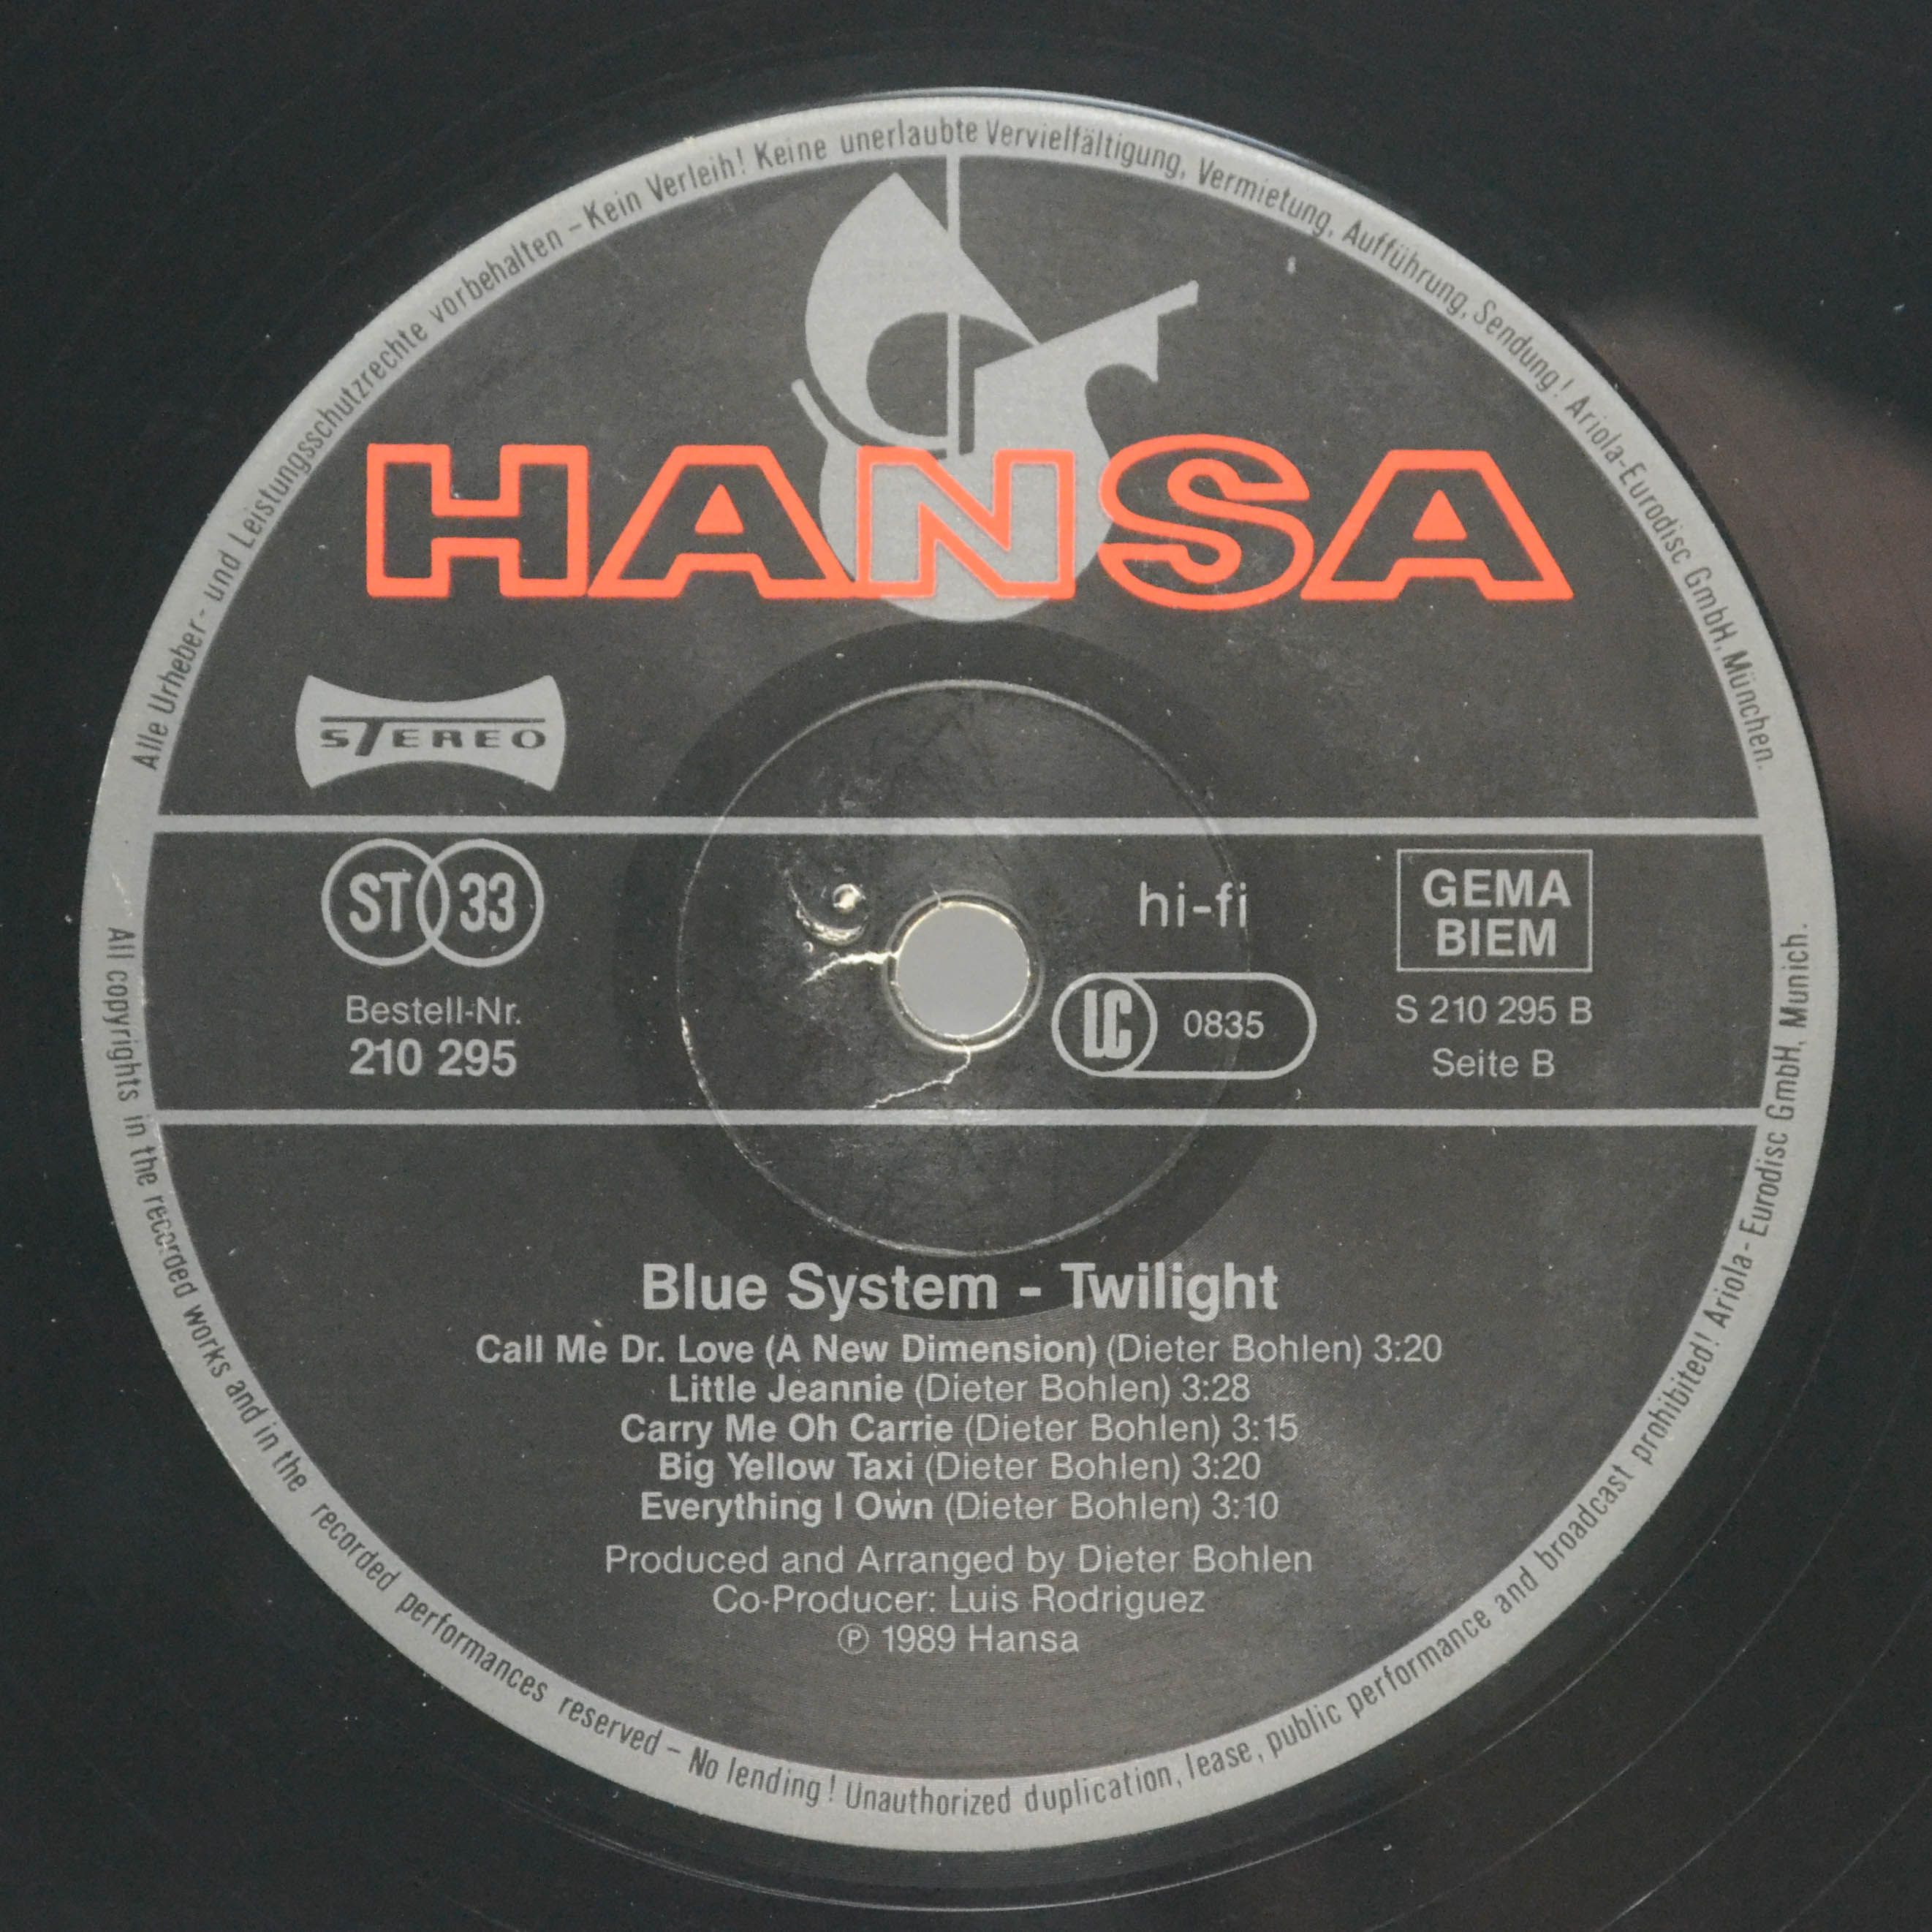 Alle Urheber- und Leistungsschutzrechte vorbehalten – Kein Verleih! Keine unerlaubte Vervielfältigung, Vermietung, Aufführung, Sendung! Ariola-Eurodisc GmbH, München.
HANSA
STEREO
ST 33
hi-fi
GEMA
BIEM
Bestell-Nr.
210 295
LC 0835
S 210 295 B
Seite B
Blue System - Twilight
Call Me Dr. Love (A New Dimension) (Dieter Bohlen) 3:20
Little Jeannie (Dieter Bohlen) 3:28
Carry Me Oh Carrie (Dieter Bohlen) 3:15
Big Yellow Taxi (Dieter Bohlen) 3:20
Everything I Own (Dieter Bohlen) 3:10
Produced and Arranged by Dieter Bohlen
Co-Producer: Luis Rodriguez
℗ 1989 Hansa
All copyrights in the recorded works and in the recorded performances reserved – No lending! Unauthorized duplication, lease, public performance and broadcast prohibited! Ariola-Eurodisc GmbH, Munich.